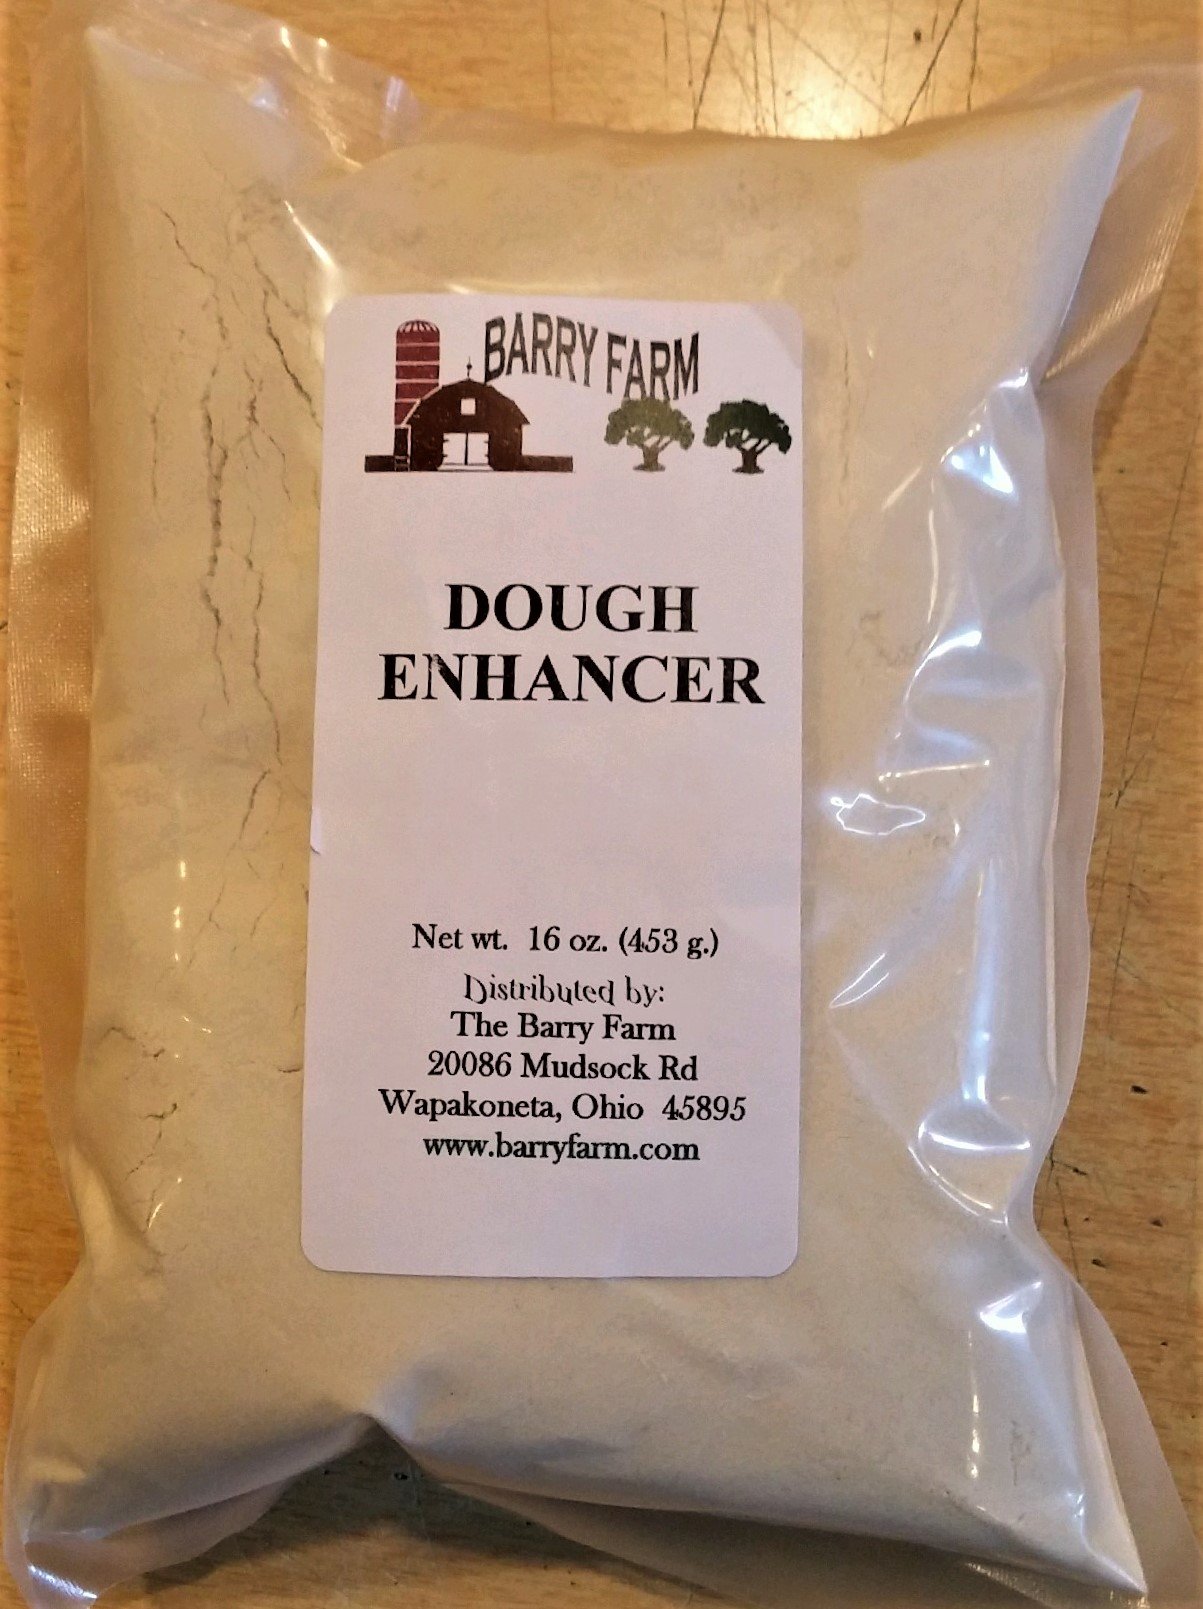 BARRY FARM
DOUGH
ENHANCER
Net wt. 16 oz. (453 g.)
Distributed by:
The Barry Farm
20086 Mudsock Rd
Wapakoneta, Ohio 45895
www.barryfarm.com